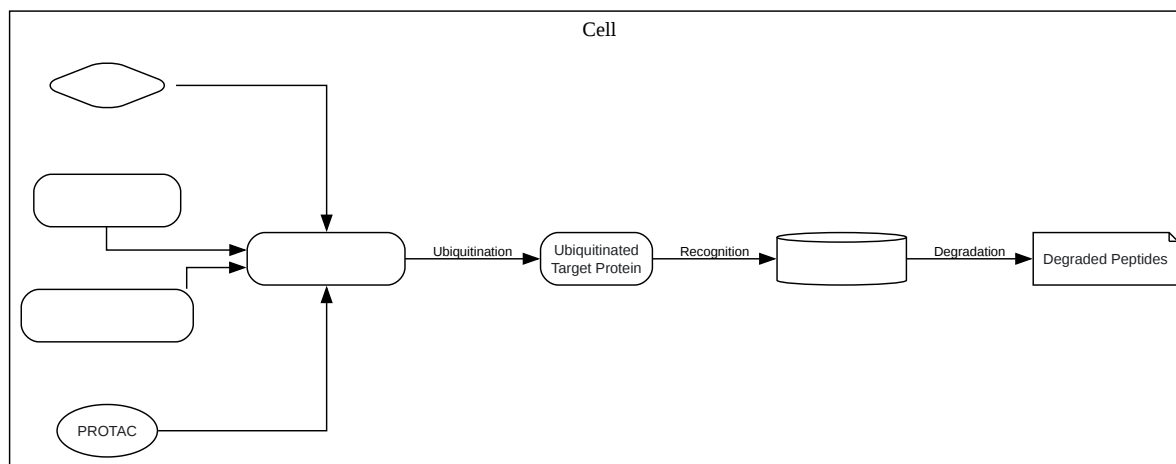 Cell
Ubiquitination
Ubiquitinated
Target Protein
Recognition
Degradation
Degraded Peptides
PROTAC